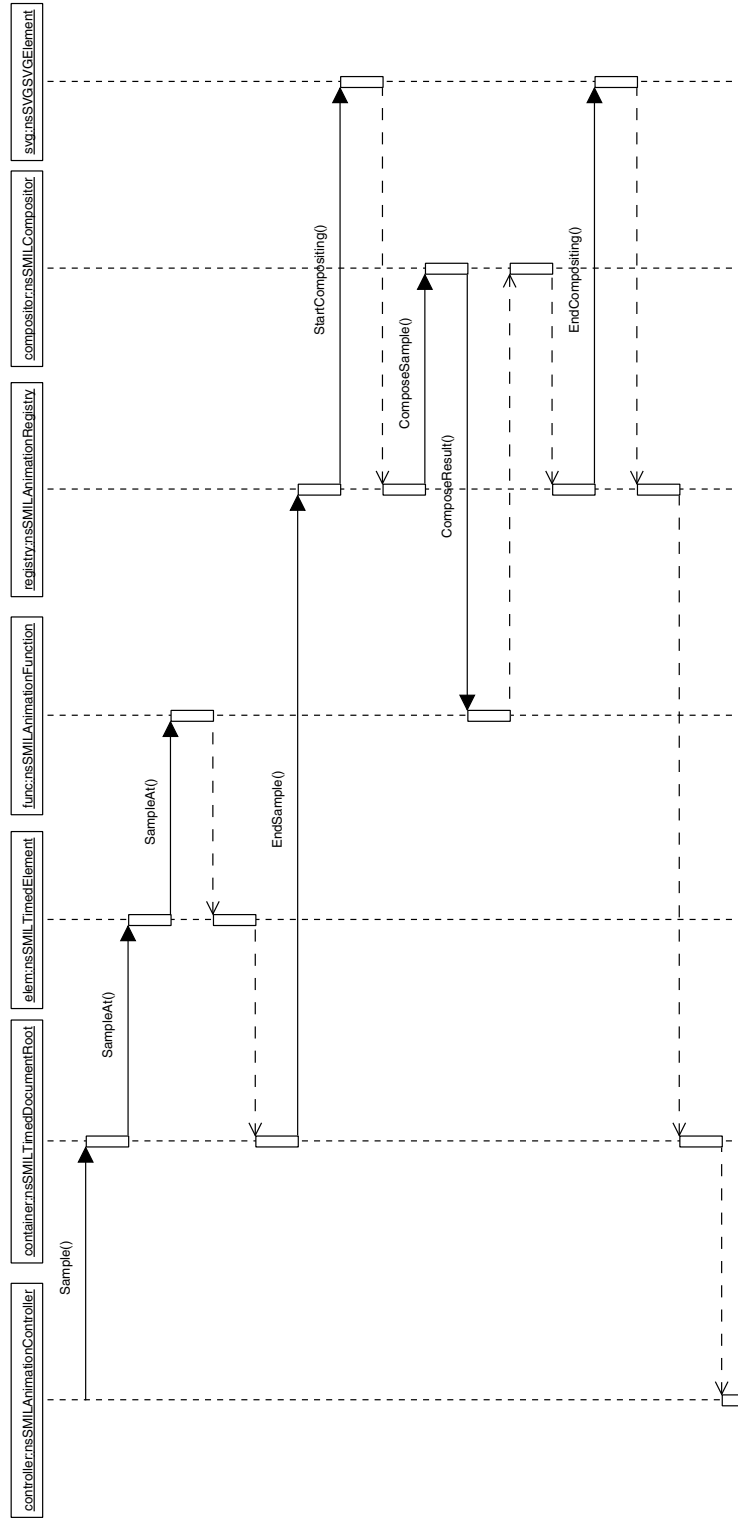 controller:nsSMILAnimationController
container:nsSMILTimedDocumentRoot
elem:nsSMILTimedElement
func:nsSMILAnimationFunction
registry:nsSMILAnimationRegistry
compositor:nsSMILCompositor
svg:nsSVGSVGElement
Sample()
SampleAt()
SampleAt()
EndSample()
StartCompositing()
ComposeSample()
ComposeResult()
EndCompositing()